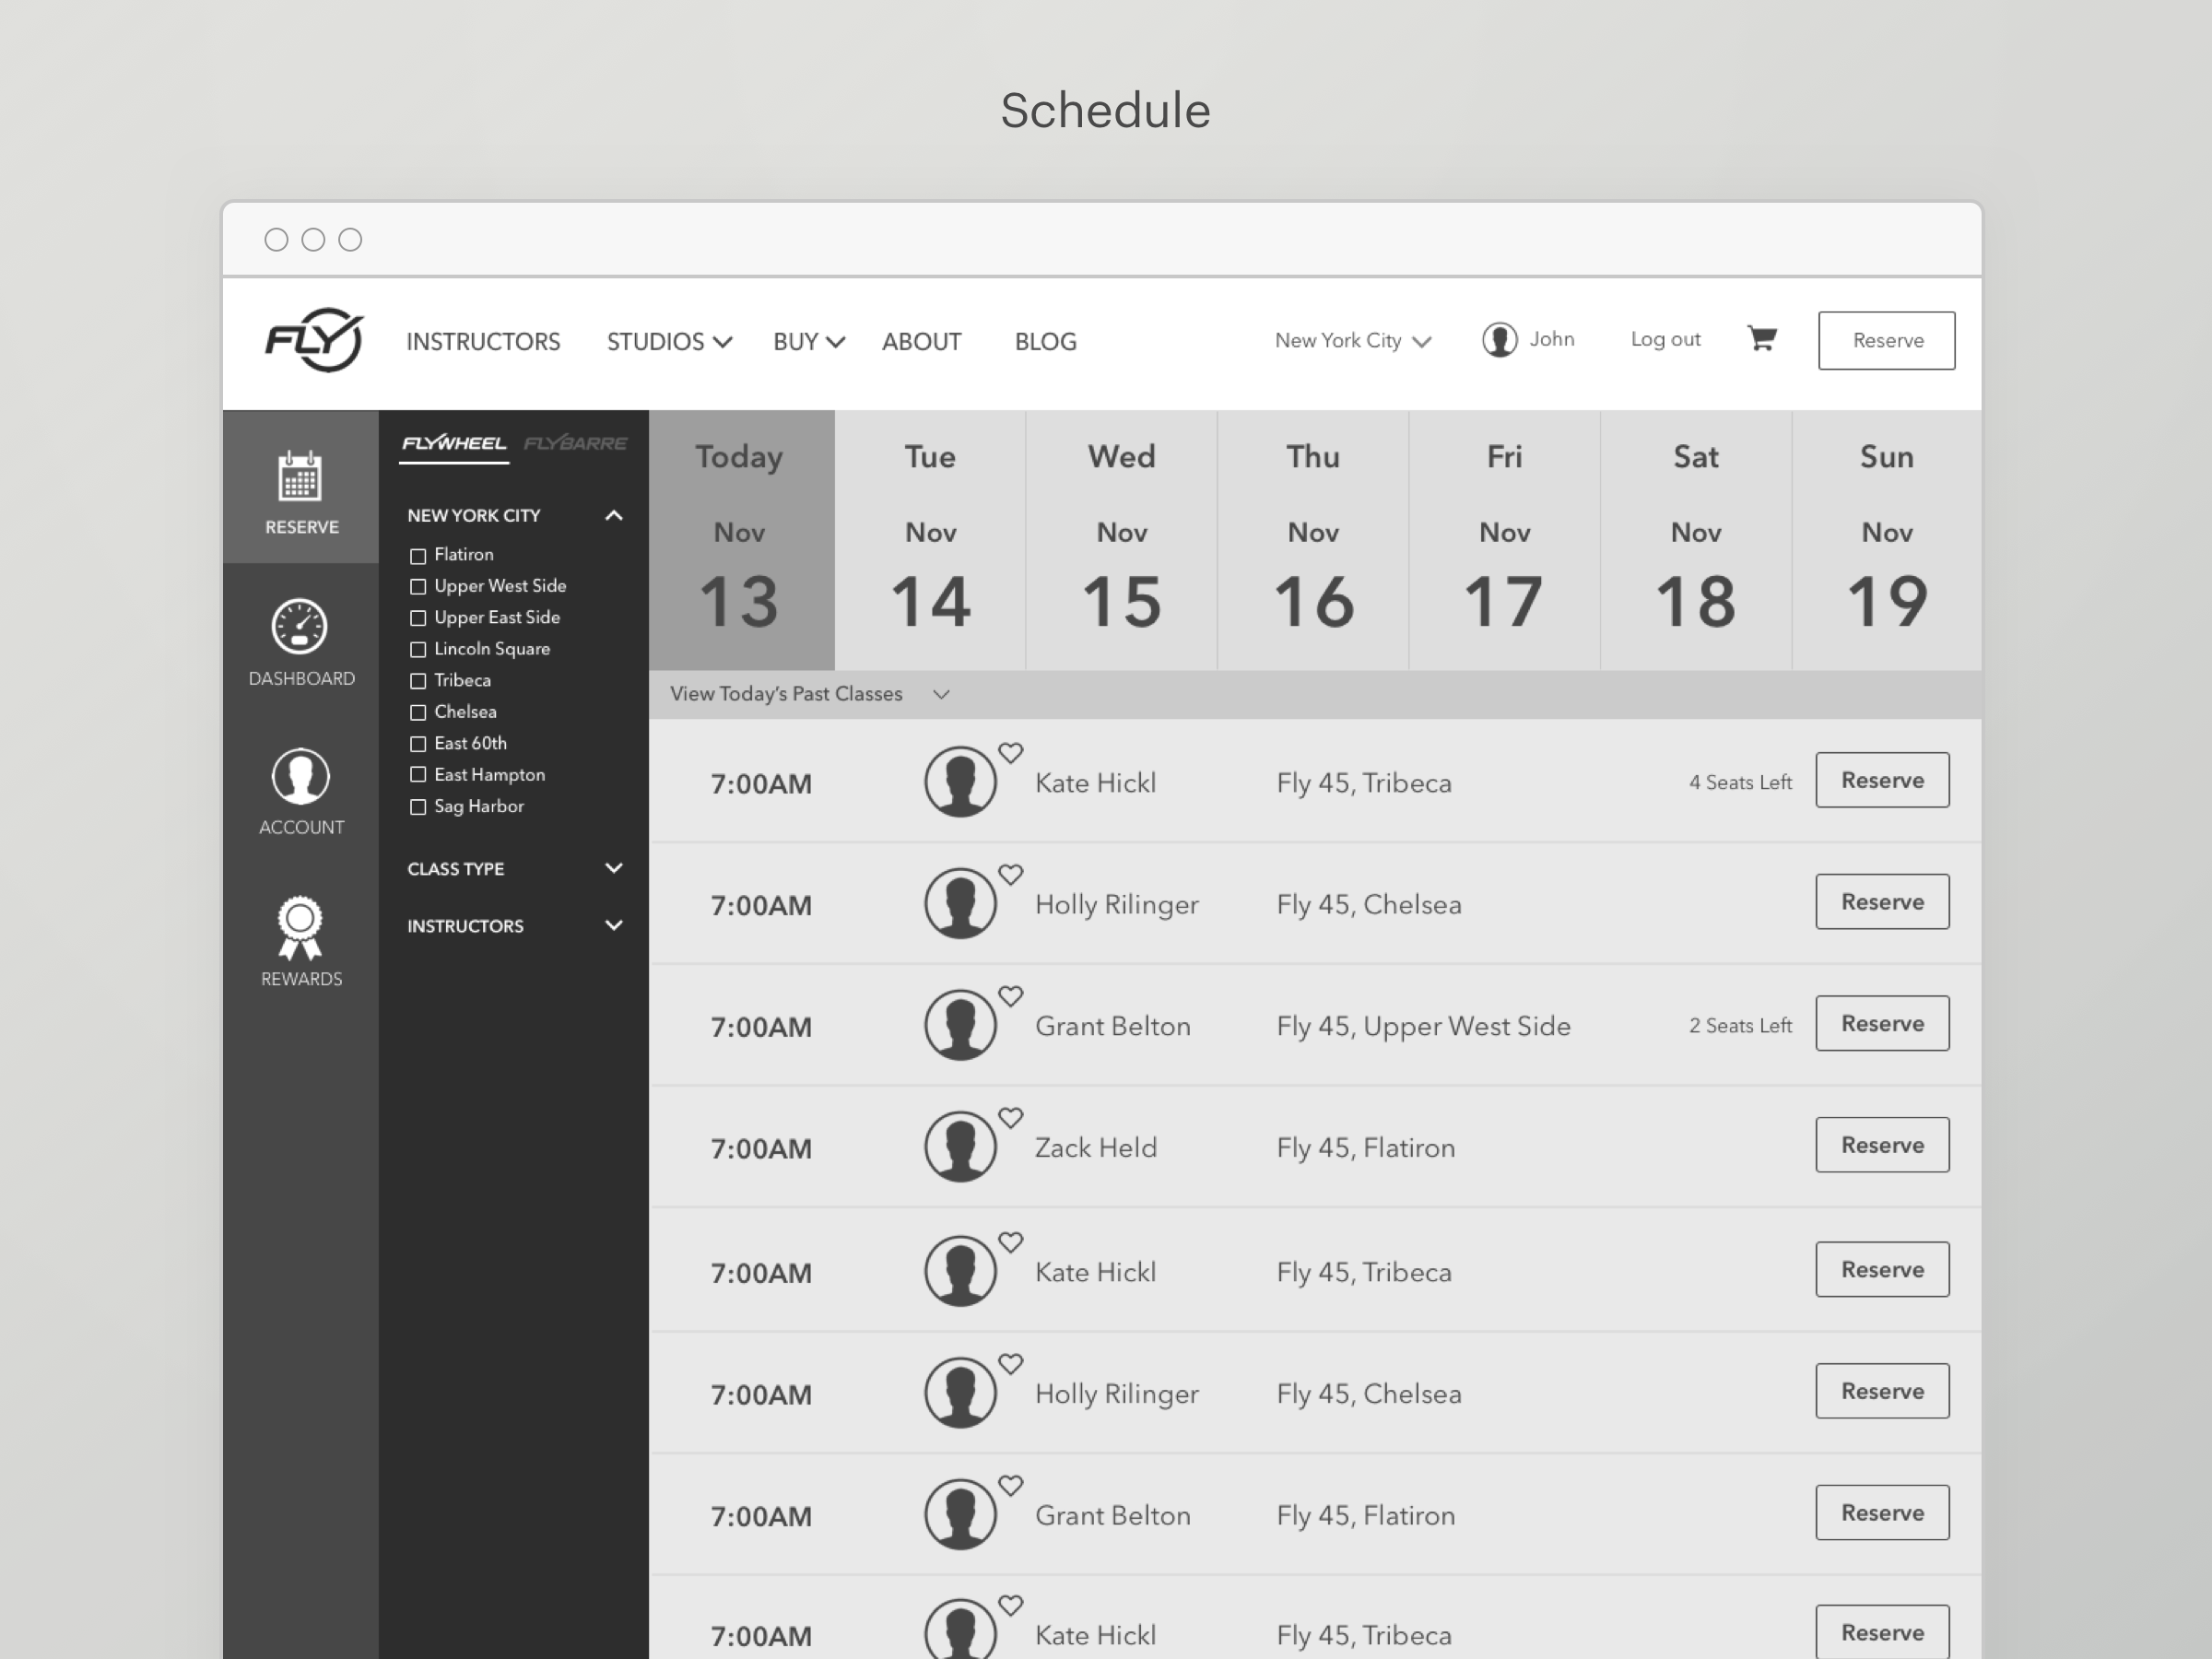 Schedule
FLY INSTRUCTORS STUDIOS BUY ABOUT BLOG New York City John Log out Reserve
RESERVE
DASHBOARD
ACCOUNT
REWARDS
FLYWHEEL FLYBARRE
NEW YORK CITY
Flatiron
Upper West Side
Upper East Side
Lincoln Square
Tribeca
Chelsea
East 60th
East Hampton
Sag Harbor
CLASS TYPE
INSTRUCTORS
Today Tue Wed Thu Fri Sat Sun
Nov Nov Nov Nov Nov Nov Nov
13 14 15 16 17 18 19
View Today's Past Classes
7:00AM Kate Hickl Fly 45, Tribeca 4 Seats Left Reserve
7:00AM Holly Rilinger Fly 45, Chelsea Reserve
7:00AM Grant Belton Fly 45, Upper West Side 2 Seats Left Reserve
7:00AM Zack Held Fly 45, Flatiron Reserve
7:00AM Kate Hickl Fly 45, Tribeca Reserve
7:00AM Holly Rilinger Fly 45, Chelsea Reserve
7:00AM Grant Belton Fly 45, Flatiron Reserve
7:00AM Kate Hickl Fly 45, Tribeca Reserve